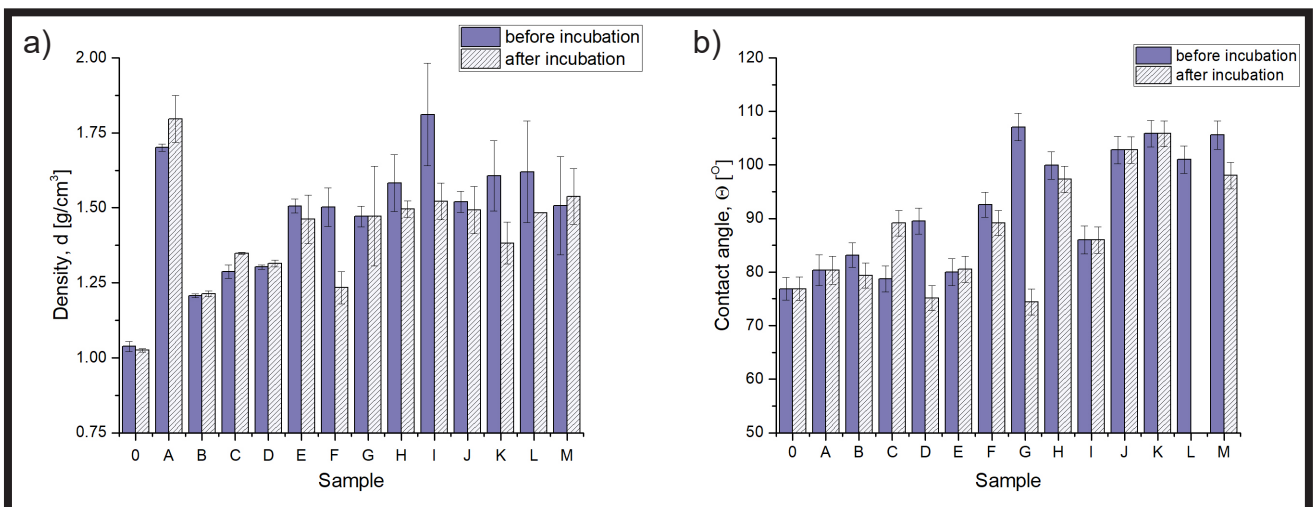 a)
before incubation
after incubation
2.00
1.75
1.50
1.25
1.00
0.75
Density, d [g/cm³]
0 A B C D E F G H I J K L M
Sample
b)
before incubation
after incubation
120
110
100
90
80
70
60
50
Contact angle, Θ [°]
0 A B C D E F G H I J K L M
Sample